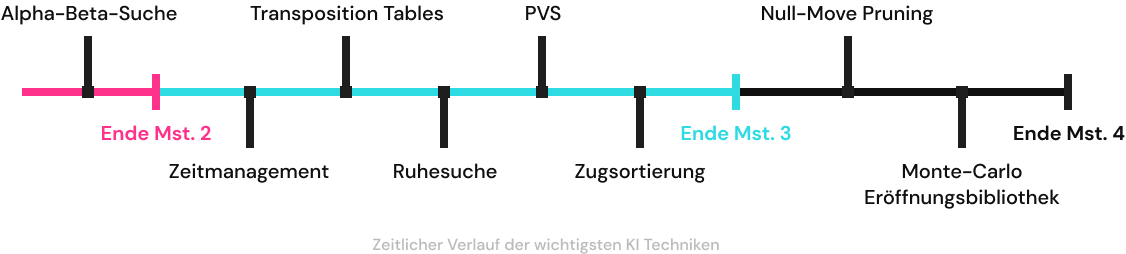 Alpha-Beta-Suche
Transposition Tables
PVS
Null-Move Pruning
Ende Mst. 2
Ende Mst. 3
Ende Mst. 4
Zeitmanagement
Ruhesuche
Zugsortierung
Monte-Carlo
Eröffnungsbibliothek
Zeitlicher Verlauf der wichtigsten KI Techniken